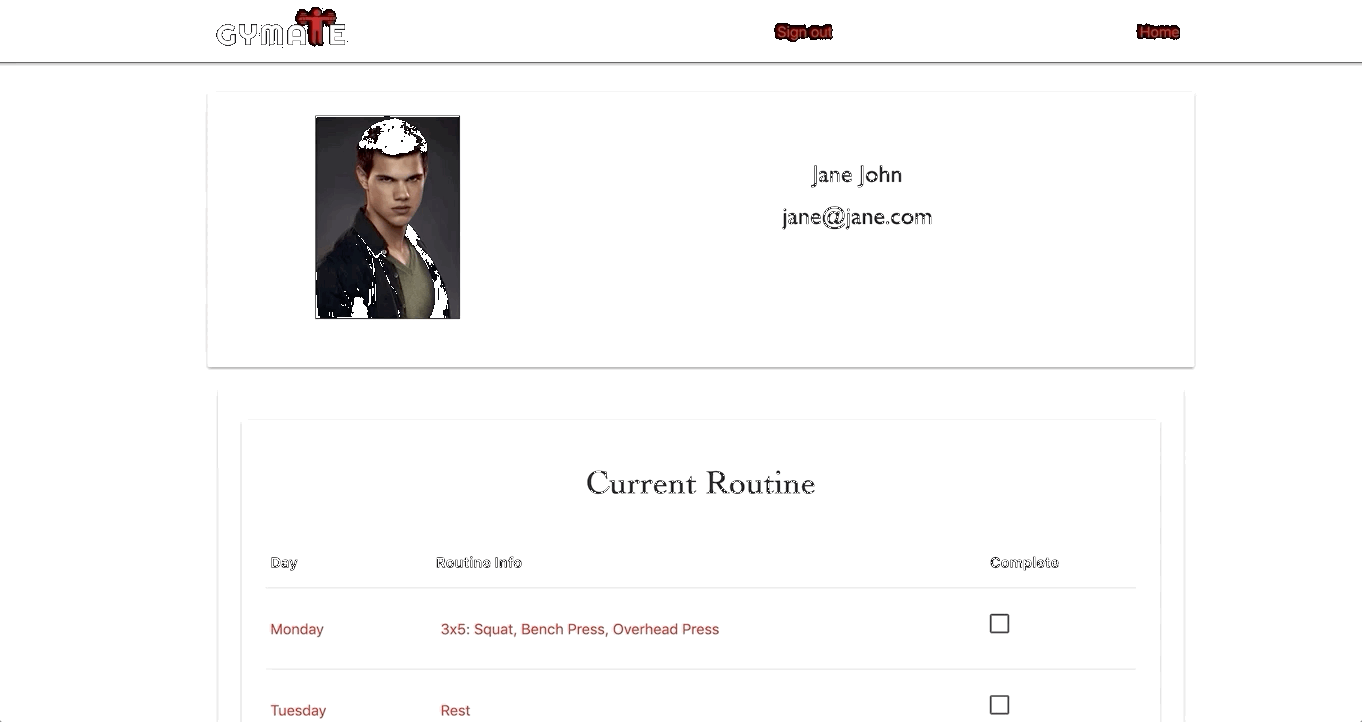 GYMATE Sign out Home
Jane John
jane@jane.com
Current Routine
Day Routine Info Complete
Monday 3x5: Squat, Bench Press, Overhead Press
Tuesday Rest